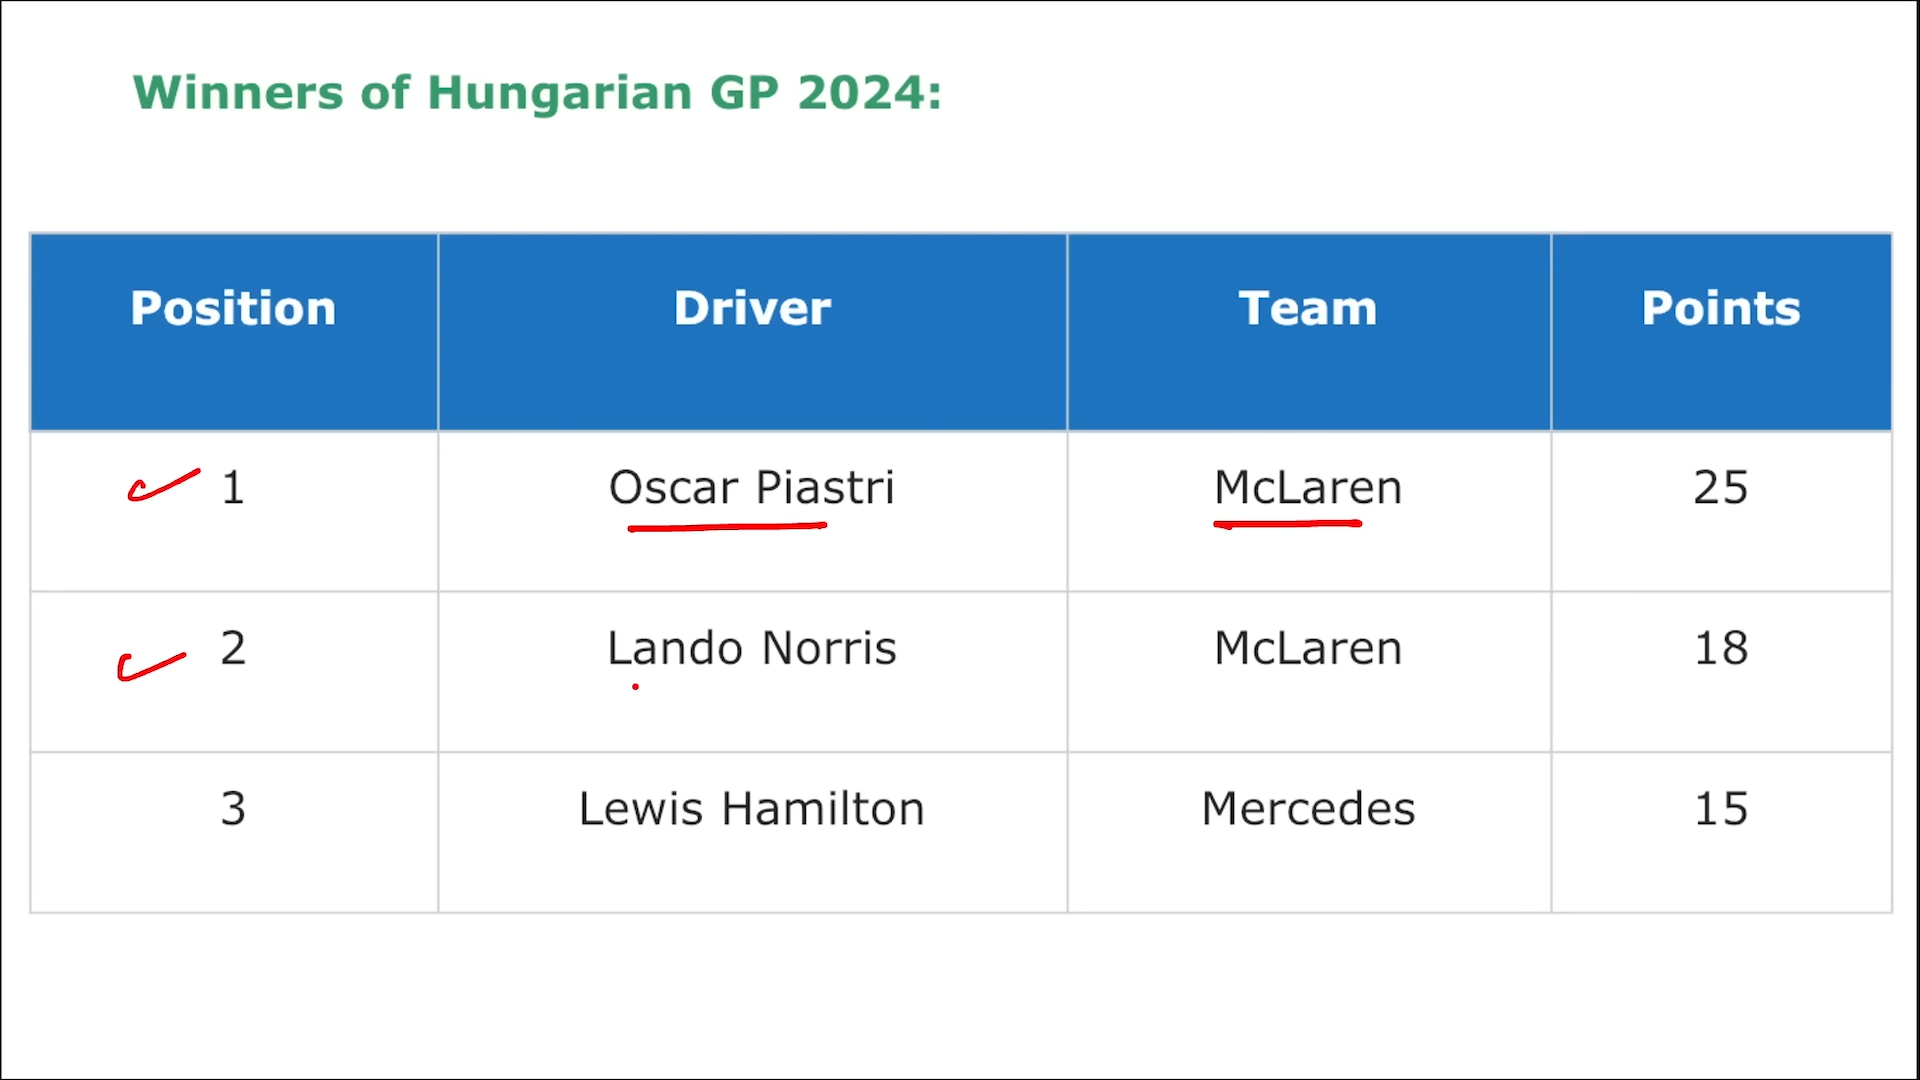 Winners of Hungarian GP 2024:
Position Driver Team Points
1 Oscar Piastri McLaren 25
2 Lando Norris McLaren 18
3 Lewis Hamilton Mercedes 15